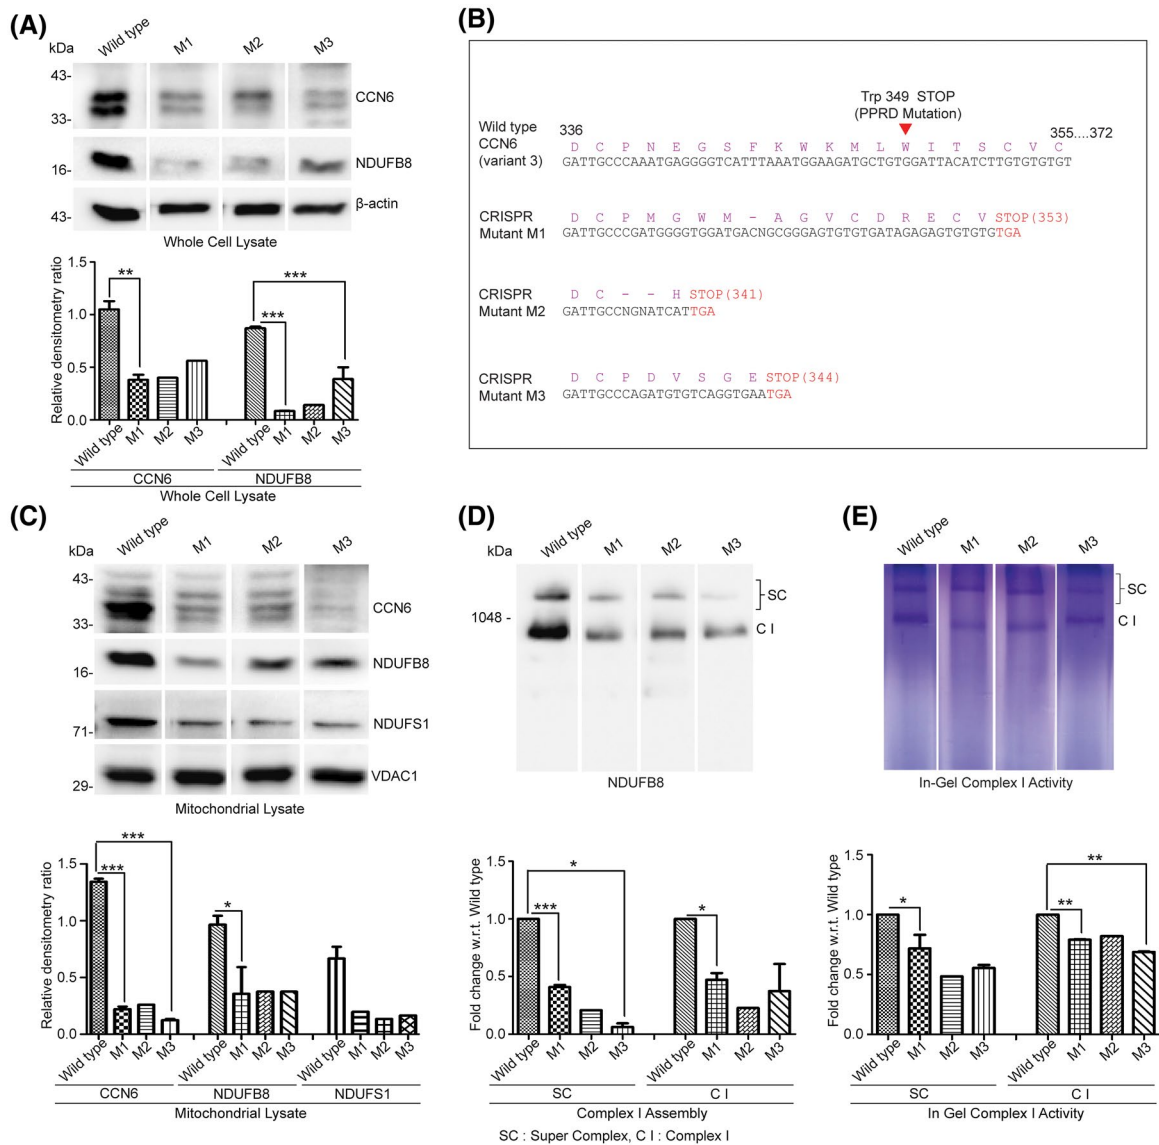 (A)
kDa
Wild type
M1
M2
M3
43-
33-
CCN6
16-
NDUFB8
43-
β-actin
Whole Cell Lysate
Relative densitometry ratio
1.5
1.0
0.5
0.0
**
***
***
Wild type
M1
M2
M3
Wild type
M1
M2
M3
CCN6
NDUFB8
Whole Cell Lysate
(B)
Trp 349 STOP
(PPRD Mutation)
336
355....372
Wild type
CCN6
(variant 3)
D C P N E G S F K W K M L W I T S C V C
GATTGCCCAAATGAGGGGTCATTTAAATGGAAGATGCTGTGGATTACATCTTGTGTGTGT
CRISPR
Mutant M1
D C P M G W M - A G V C D R E C V STOP(353)
GATTGCCCGATGGGGTGGATGACNGCGGGAGTGTGTGATAGAGAGTGTGTGTGA
CRISPR
Mutant M2
D C - - H STOP(341)
GATTGCCNGNATCATTGA
CRISPR
Mutant M3
D C P D V S G E STOP(344)
GATTGCCCAGATGTGTCAGGTGAATGA
(C)
kDa
Wild type
M1
M2
M3
43-
33-
CCN6
16-
NDUFB8
71-
NDUFS1
29-
VDAC1
Mitochondrial Lysate
Relative densitometry ratio
1.5
1.0
0.5
0.0
***
***
*
Wild type
M1
M2
M3
Wild type
M1
M2
M3
Wild type
M1
M2
M3
CCN6
NDUFB8
NDUFS1
Mitochondrial Lysate
(D)
kDa
Wild type
M1
M2
M3
1048 -
SC
C I
NDUFB8
Fold change w.r.t. Wild type
1.5
1.0
0.5
0.0
*
***
*
Wild type
M1
M2
M3
Wild type
M1
M2
M3
SC
C I
Complex I Assembly
SC : Super Complex, C I : Complex I
(E)
Wild type
M1
M2
M3
SC
C I
In-Gel Complex I Activity
Fold change w.r.t. Wild type
1.5
1.0
0.5
0.0
*
**
**
Wild type
M1
M2
M3
Wild type
M1
M2
M3
SC
C I
In Gel Complex I Activity